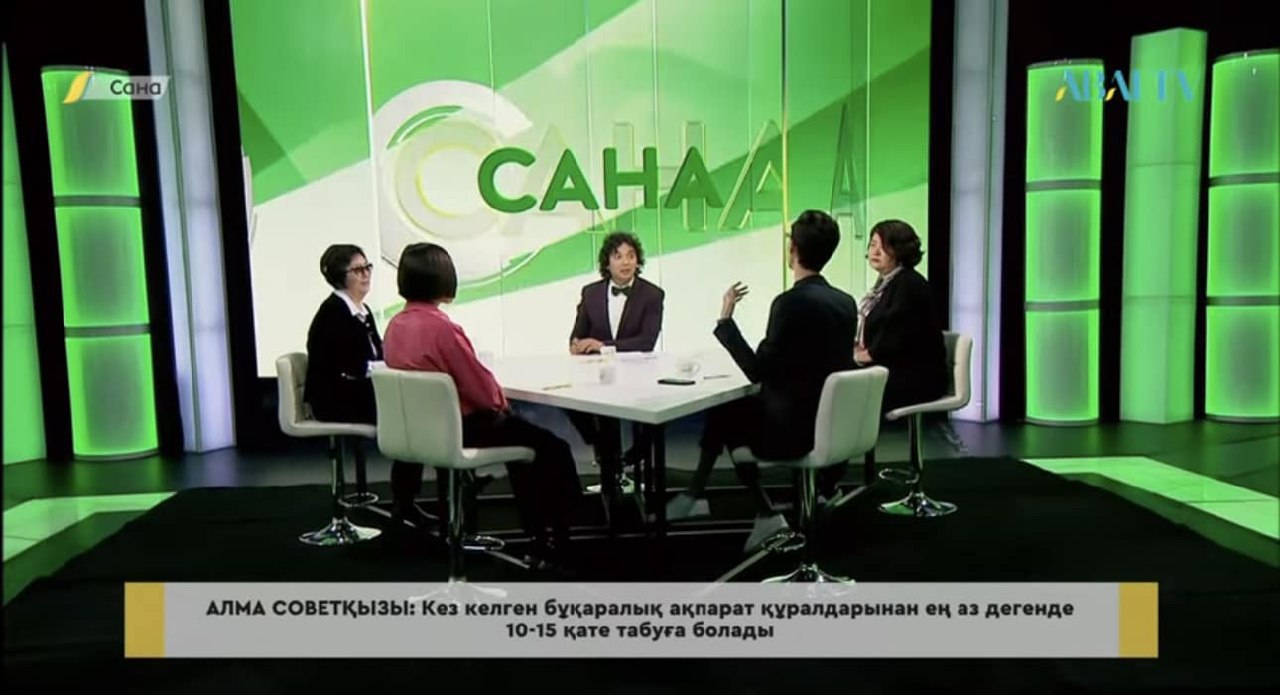 Сана
ABAI TV
САНА
АЛМА СОВЕТҚЫЗЫ: Кез келген бұқаралық ақпарат құралдарынан ең аз дегенде
10-15 қате табуға болады